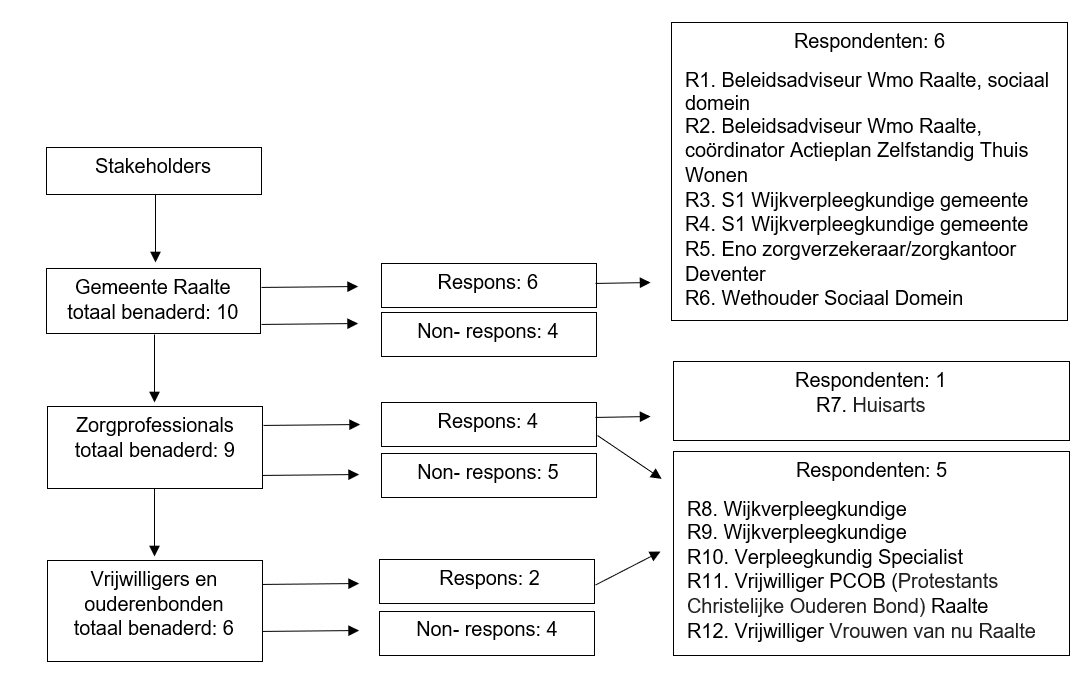 Stakeholders
Gemeente Raalte
totaal benaderd: 10
Respons: 6
Non- respons: 4
Respondenten: 6
R1. Beleidsadviseur Wmo Raalte, sociaal
domein
R2. Beleidsadviseur Wmo Raalte,
coördinator Actieplan Zelfstandig Thuis
Wonen
R3. S1 Wijkverpleegkundige gemeente
R4. S1 Wijkverpleegkundige gemeente
R5. Eno zorgverzekeraar/zorgkantoor
Deventer
R6. Wethouder Sociaal Domein
Zorgprofessionals
totaal benaderd: 9
Respons: 4
Non- respons: 5
Respondenten: 1
R7. Huisarts
Respondenten: 5
R8. Wijkverpleegkundige
R9. Wijkverpleegkundige
R10. Verpleegkundig Specialist
R11. Vrijwilliger PCOB (Protestants
Christelijke Ouderen Bond) Raalte
R12. Vrijwilliger Vrouwen van nu Raalte
Vrijwilligers en
ouderenbonden
totaal benaderd: 6
Respons: 2
Non- respons: 4